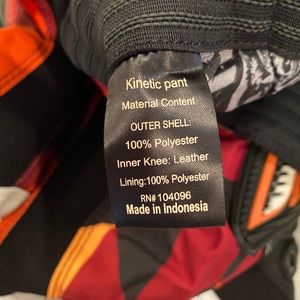 Kinetic pant
Material Content
OUTER SHELL:
100% Polyester
Inner Knee: Leather
Lining:100% Polyester
RN# 104096
Made in Indonesia